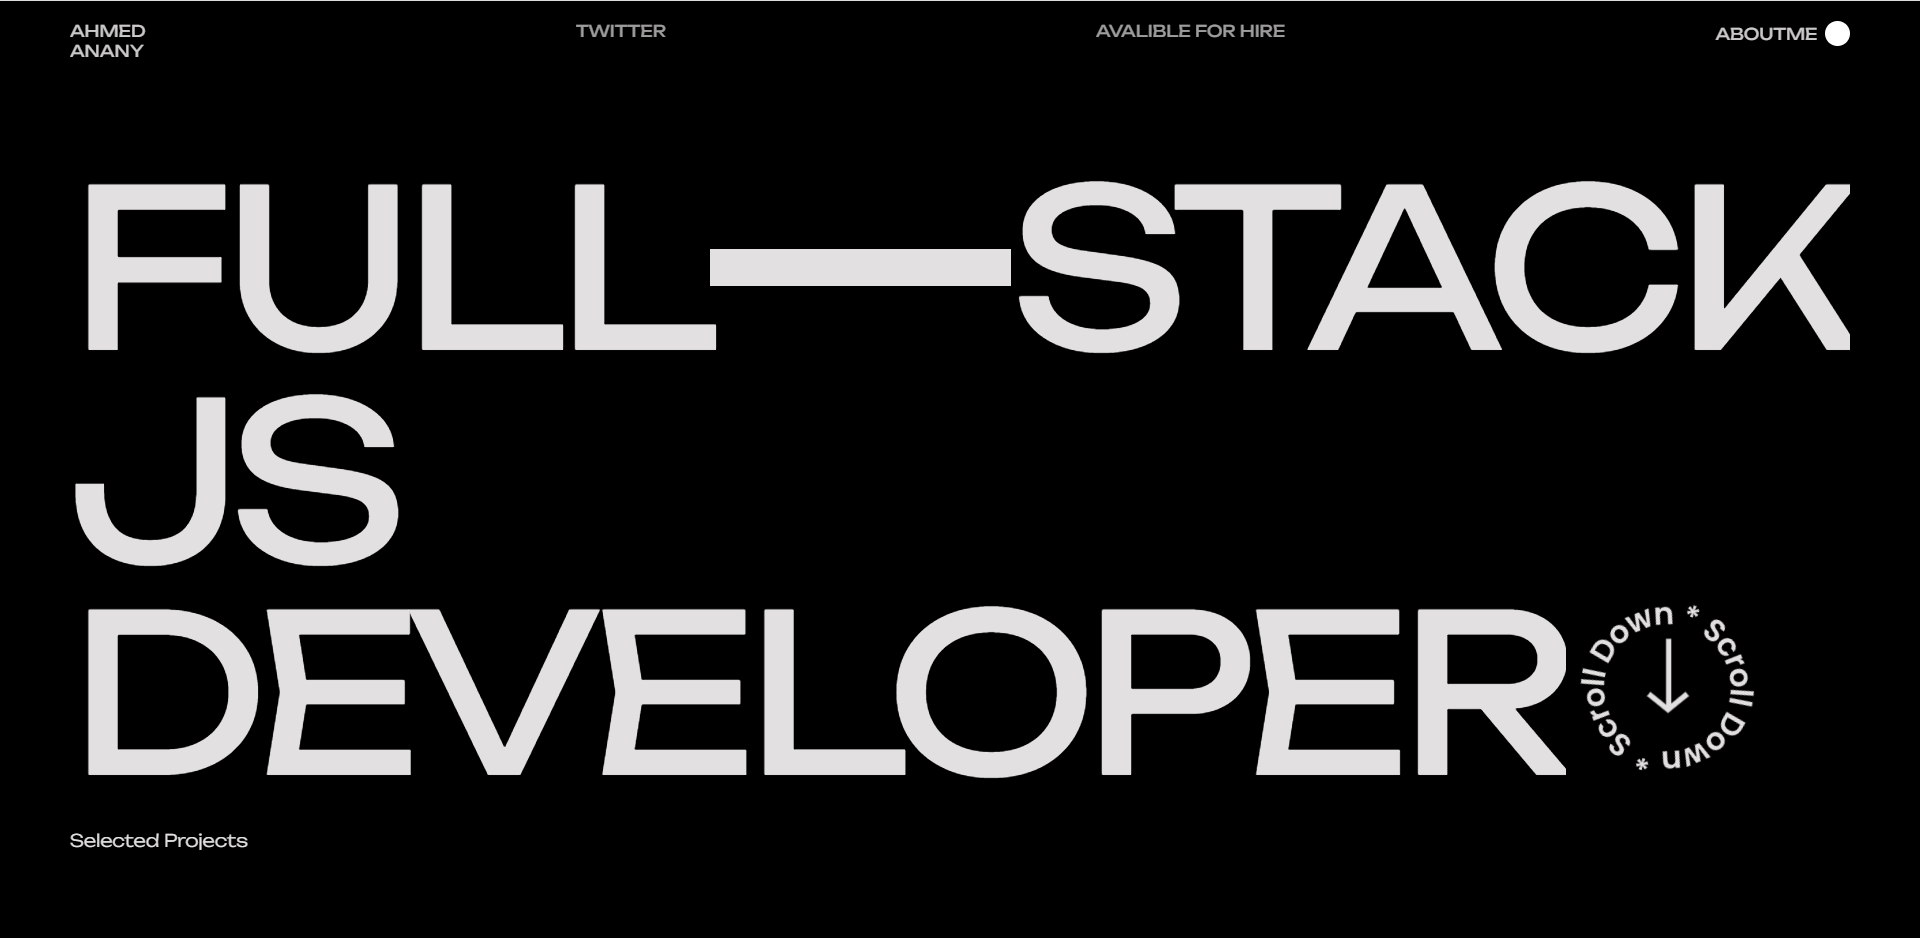 AHMED
ANANY
TWITTER
AVALIBLE FOR HIRE
ABOUTME
FULL—STACK
JS
DEVELOPER
Scroll Down * Scroll Down *
Selected Projects